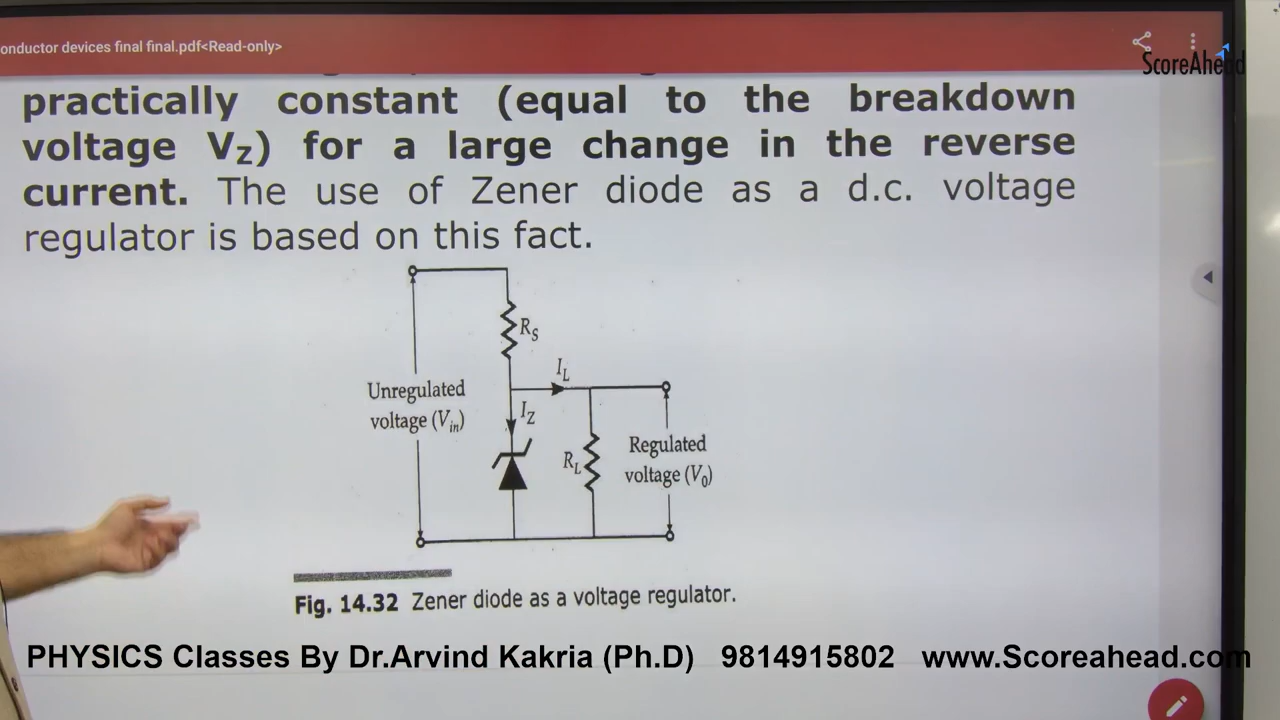 onductor devices final final.pdf<Read-only>
ScoreAhead
practically constant (equal to the breakdown
voltage VZ) for a large change in the reverse
current. The use of Zener diode as a d.c. voltage
regulator is based on this fact.
RS
IL
Unregulated
voltage (Vin)
IZ
RL
Regulated
voltage (V0)
Fig. 14.32 Zener diode as a voltage regulator.
PHYSICS Classes By Dr.Arvind Kakria (Ph.D) 9814915802 www.Scoreahead.com